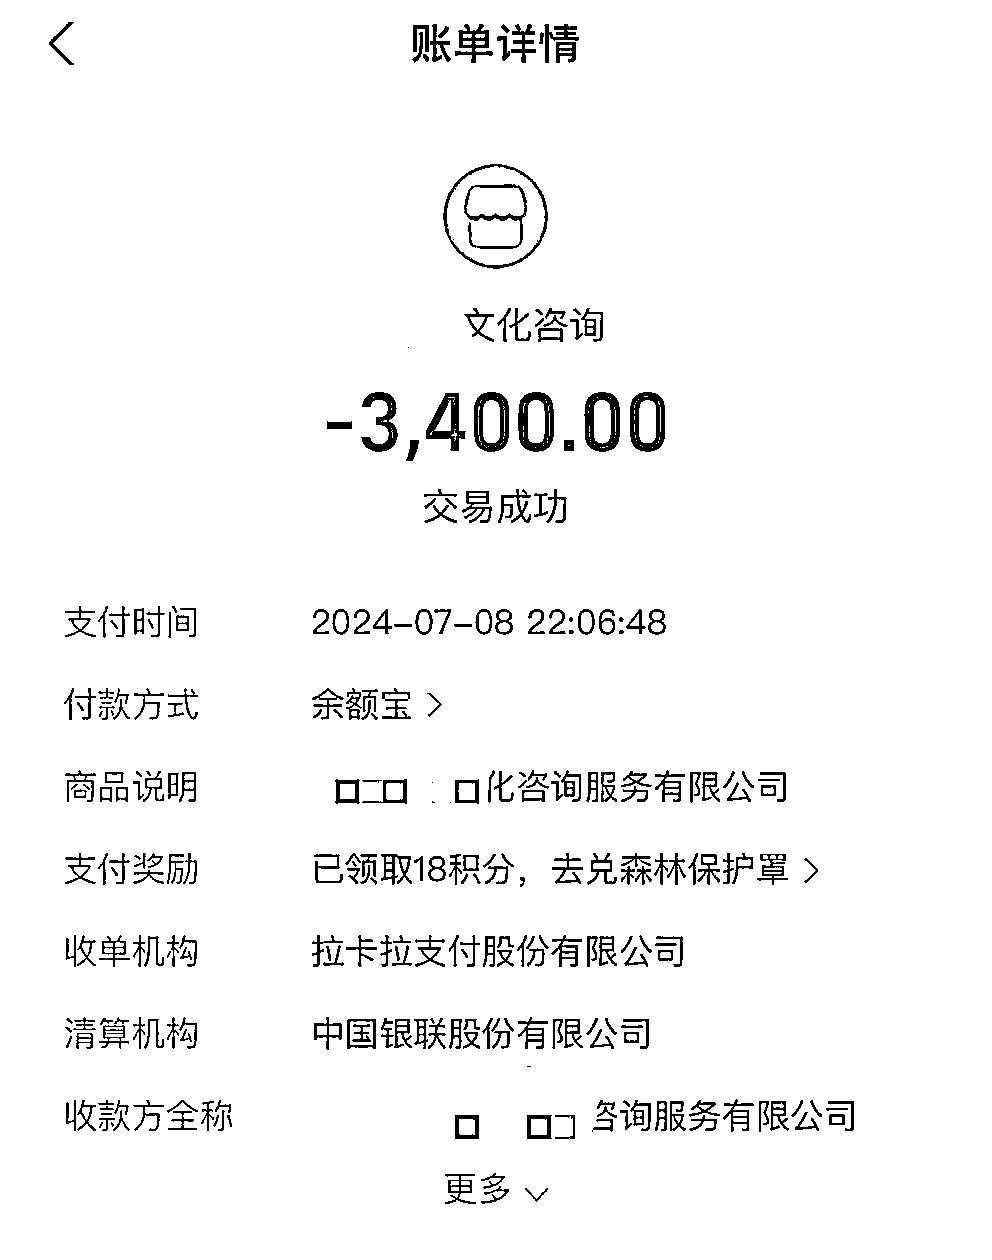 账单详情
文化咨询
-3,400.00
交易成功
支付时间 2024-07-08 22:06:48
付款方式 余额宝 >
商品说明 化咨询服务有限公司
支付奖励 已领取18积分，去兑森林保护罩 >
收单机构 拉卡拉支付股份有限公司
清算机构 中国银联股份有限公司
收款方全称 咨询服务有限公司
更多